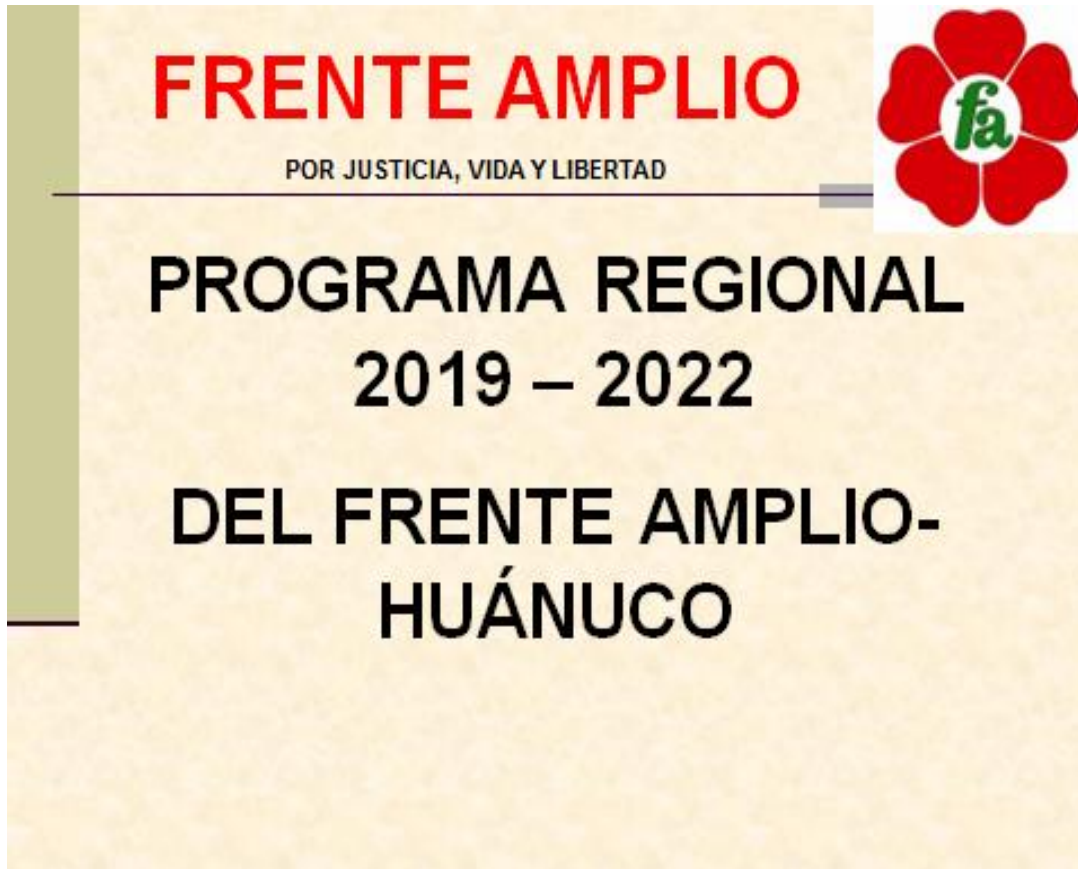 FRENTE AMPLIO
fa
POR JUSTICIA, VIDA Y LIBERTAD
PROGRAMA REGIONAL
2019 – 2022
DEL FRENTE AMPLIO-
HUÁNUCO